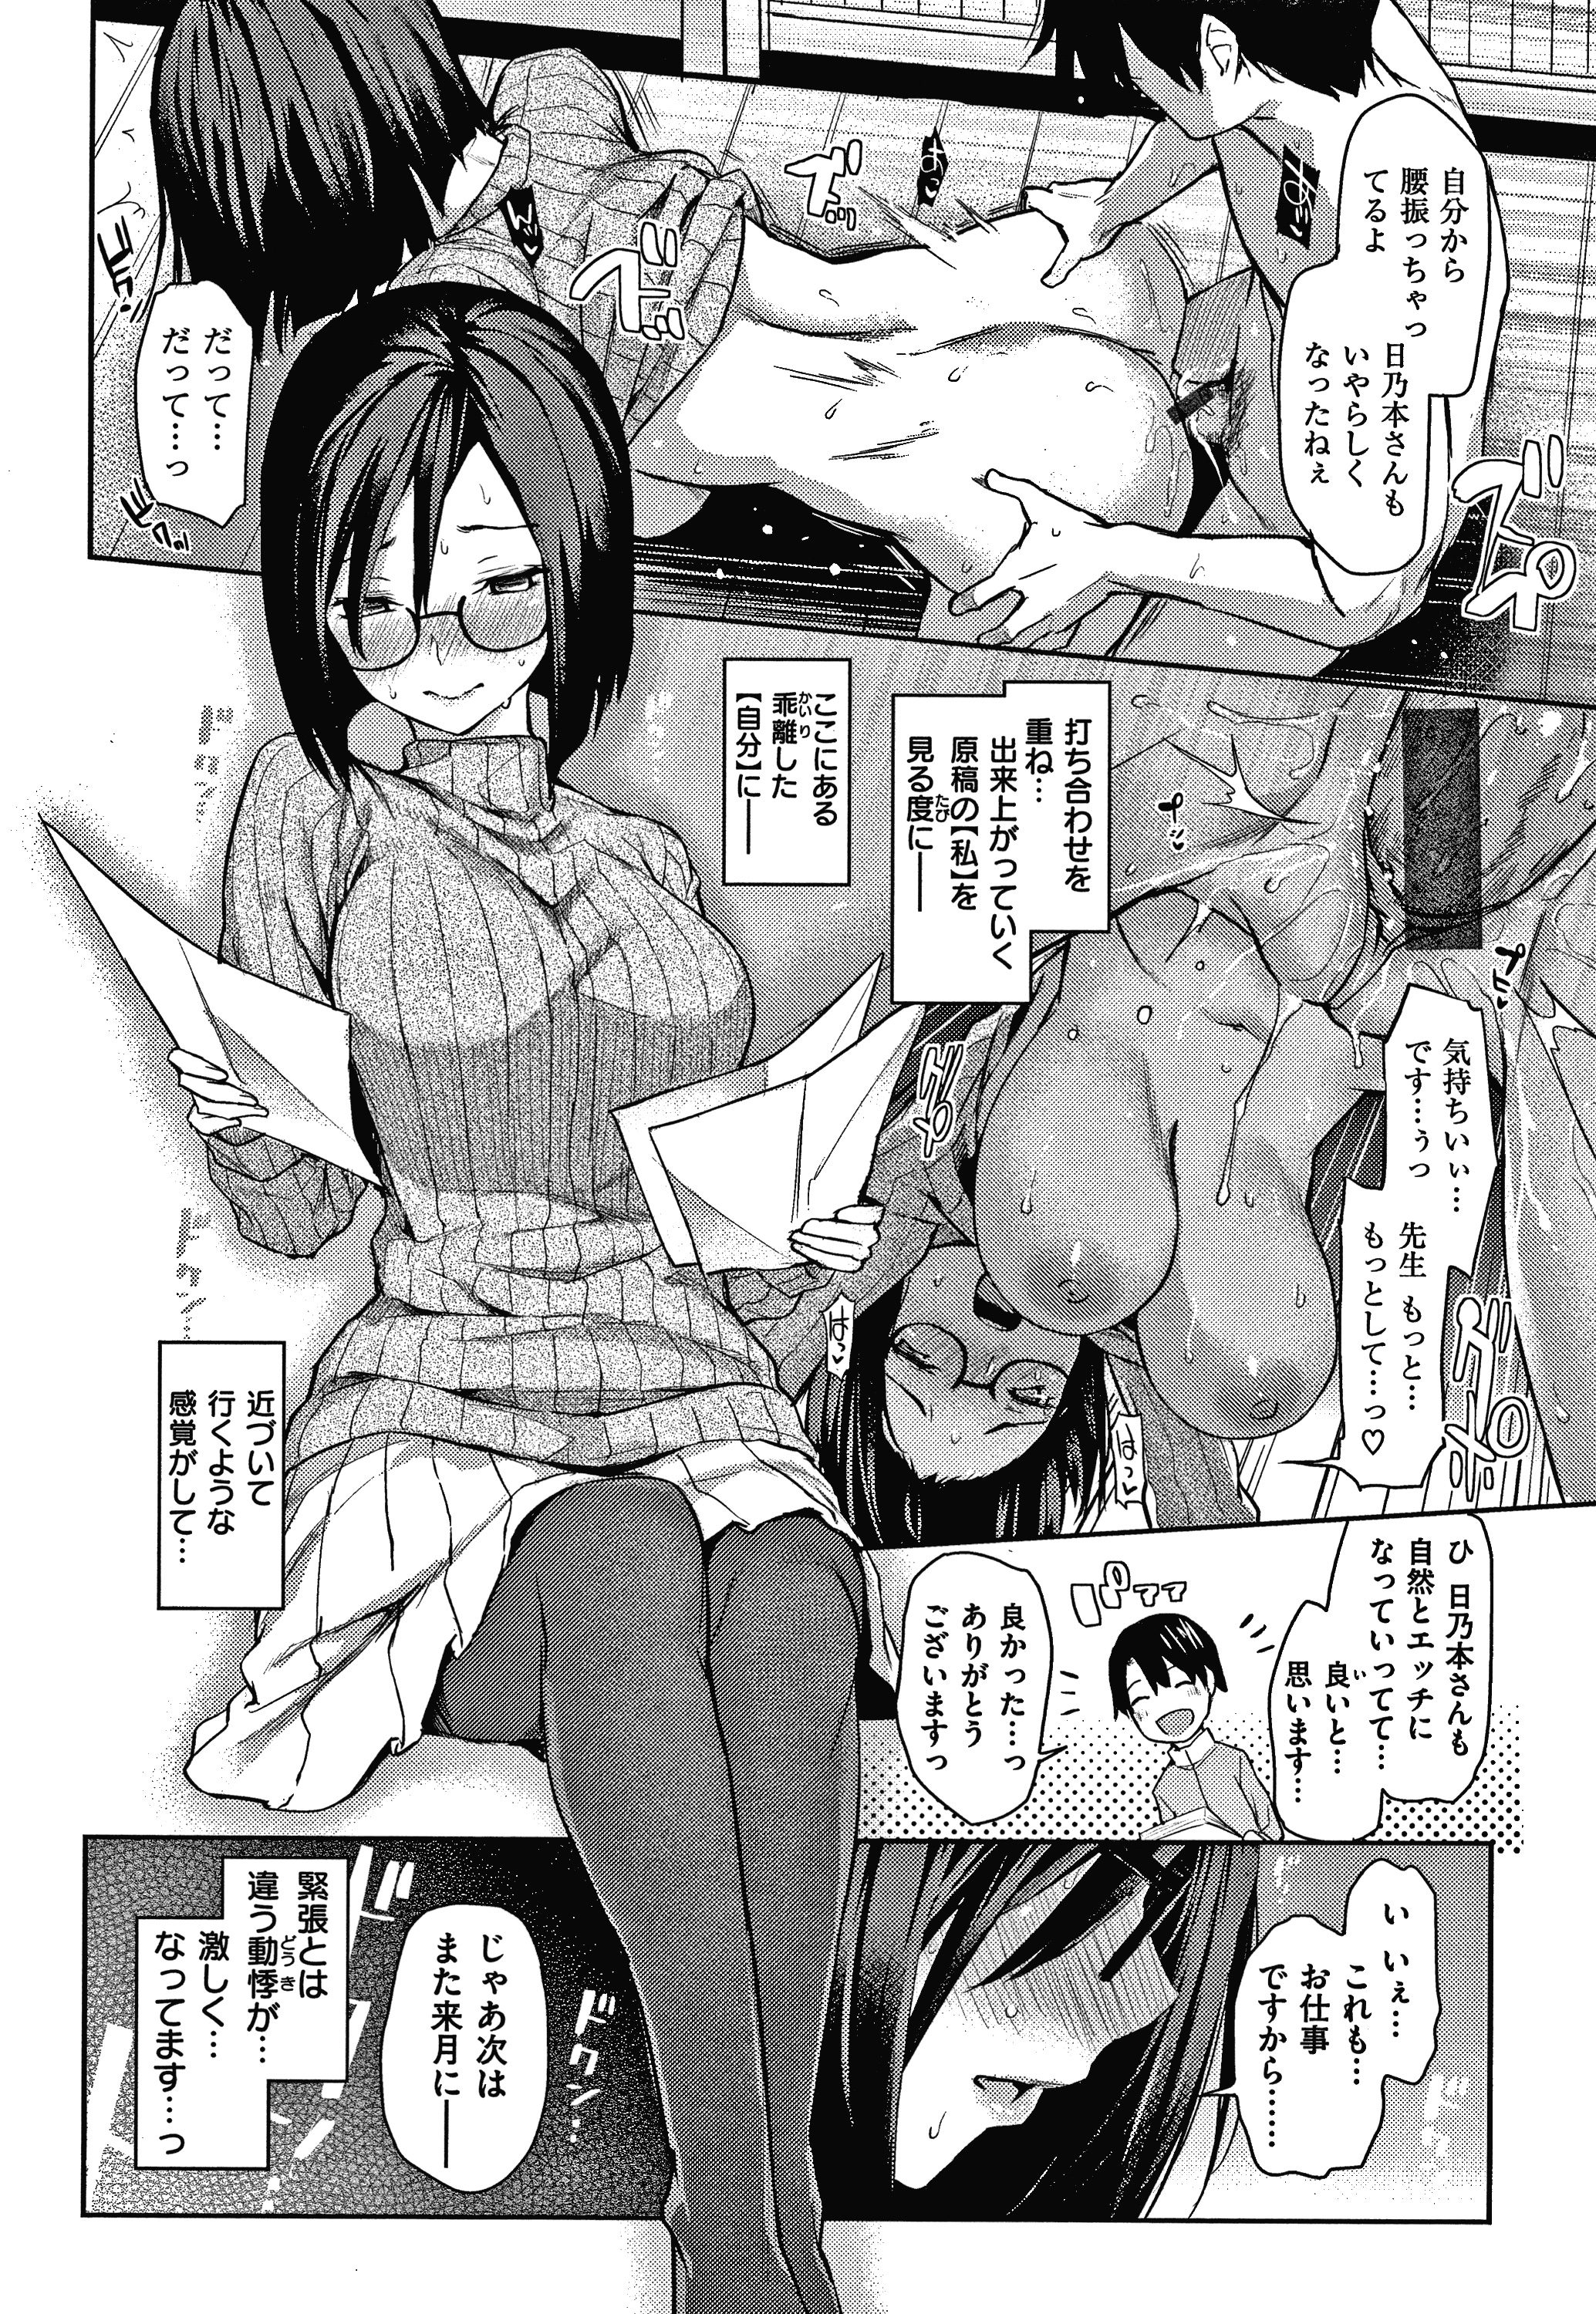 自分から
腰振っちゃっ
てるよ
日乃本さんも
いやらしく
なったねぇ
だって…
だって…っ
打ち合わせを
重ね…
出来上がっていく
原稿の【私】を
見る度に――
ここにある
乖離した
【自分】に――
気持ちいぃ…
です…ぅっ
先生 もっと…
もっとして…っ♡
近づいて
行くような
感覚がして…
ひ 日乃本さんも
自然とエッチに
なっていってて…
良いと…
思います…
良かった…っ
ありがとう
ございますっ
パァァァ
い いぇ…
これも…
お仕事
ですから……
じゃあ次は
また来月に――
ドクン…
緊張とは
違う動悸が…
激しく…
なってます…っ